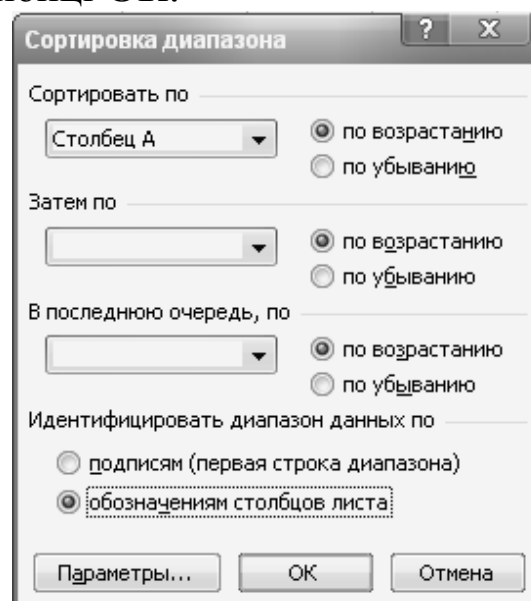 Сортировка диапазона
? X
Сортировать по
Столбец А
по возрастанию
по убыванию
Затем по
по возрастанию
по убыванию
В последнюю очередь, по
по возрастанию
по убыванию
Идентифицировать диапазон данных по
подписям (первая строка диапазона)
обозначениям столбцов листа
Параметры... ОК Отмена